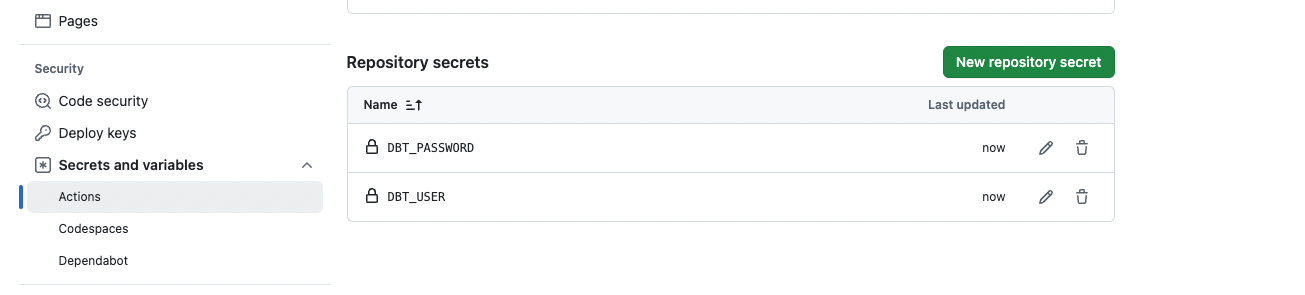 Pages
Security
Code security
Deploy keys
Secrets and variables
Actions
Codespaces
Dependabot
Repository secrets
New repository secret
Name Last updated
DBT_PASSWORD now
DBT_USER now